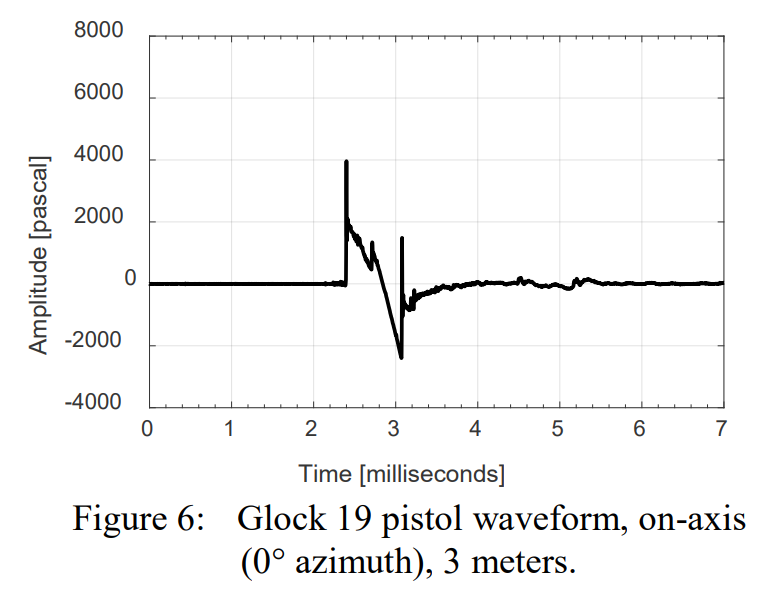 8000
6000
4000
2000
0
-2000
-4000
Amplitude [pascal]
0 1 2 3 4 5 6 7
Time [milliseconds]
Figure 6: Glock 19 pistol waveform, on-axis
(0° azimuth), 3 meters.